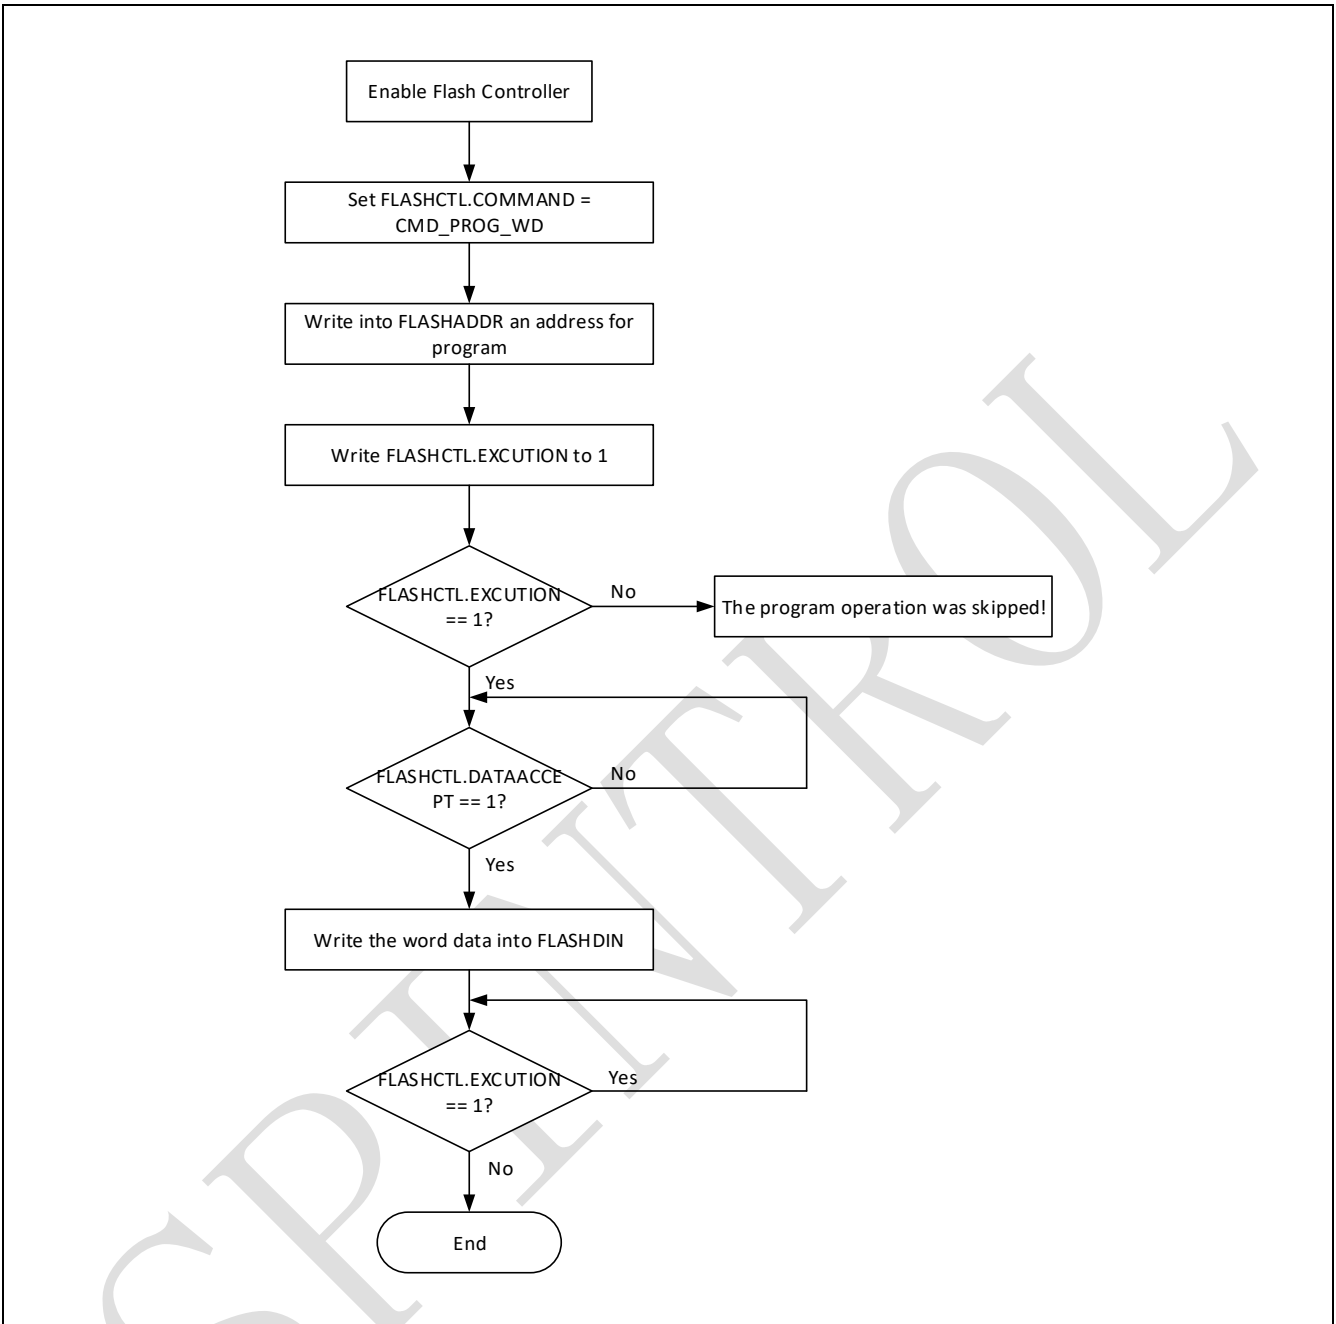 Enable Flash Controller
Set FLASHCTL.COMMAND =
CMD_PROG_WD
Write into FLASHADDR an address for
program
Write FLASHCTL.EXCUTION to 1
FLASHCTL.EXCUTION
== 1?
No
The program operation was skipped!
Yes
FLASHCTL.DATAACCE
PT == 1?
No
Yes
Write the word data into FLASHDIN
FLASHCTL.EXCUTION
== 1?
Yes
No
End
SPINTROL